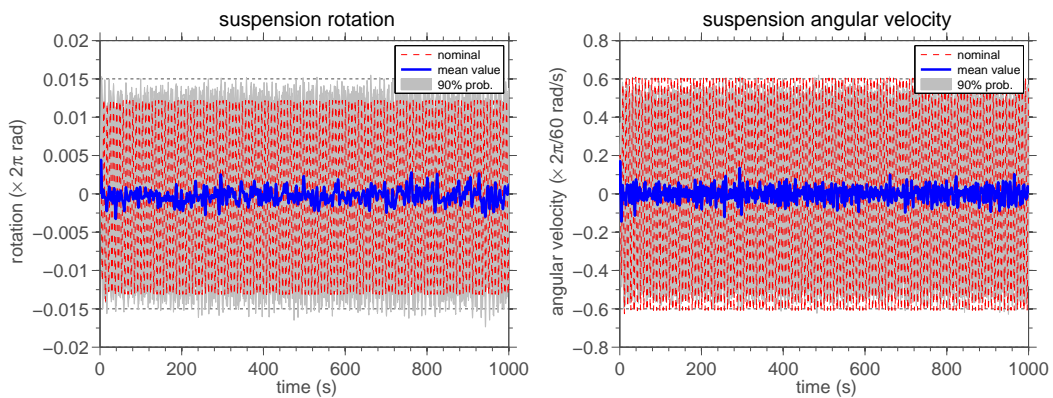 suspension rotation
rotation (× 2π rad)
0.02
0.015
0.01
0.005
0
−0.005
−0.01
−0.015
−0.02
nominal
mean value
90% prob.
0 200 400 600 800 1000
time (s)
suspension angular velocity
angular velocity (× 2π/60 rad/s)
0.8
0.6
0.4
0.2
0
−0.2
−0.4
−0.6
−0.8
nominal
mean value
90% prob.
0 200 400 600 800 1000
time (s)